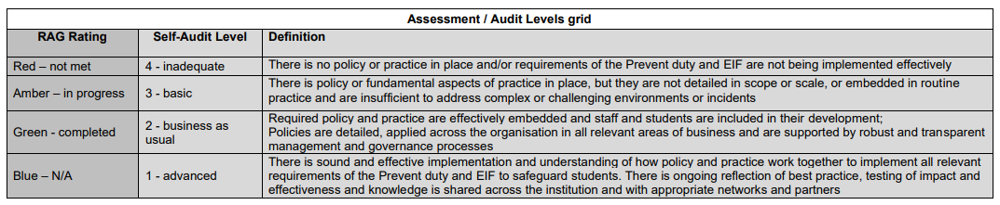 Assessment / Audit Levels grid
RAG Rating
Self-Audit Level
Definition
Red – not met
4 - inadequate
There is no policy or practice in place and/or requirements of the Prevent duty and EIF are not being implemented effectively
Amber – in progress
3 - basic
There is policy or fundamental aspects of practice in place, but they are not detailed in scope or scale, or embedded in routine
practice and are insufficient to address complex or challenging environments or incidents
Green - completed
2 - business as
usual
Required policy and practice are effectively embedded and staff and students are included in their development;
Policies are detailed, applied across the organisation in all relevant areas of business and are supported by robust and transparent
management and governance processes
Blue – N/A
1 - advanced
There is sound and effective implementation and understanding of how policy and practice work together to implement all relevant
requirements of the Prevent duty and EIF to safeguard students. There is ongoing reflection of best practice, testing of impact and
effectiveness and knowledge is shared across the institution and with appropriate networks and partners